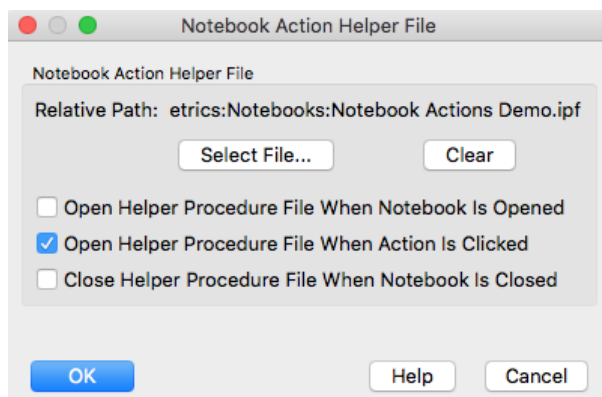 Notebook Action Helper File
Notebook Action Helper File
Relative Path: etrics:Notebooks:Notebook Actions Demo.ipf
Select File... Clear
Open Helper Procedure File When Notebook Is Opened
Open Helper Procedure File When Action Is Clicked
Close Helper Procedure File When Notebook Is Closed
OK Help Cancel